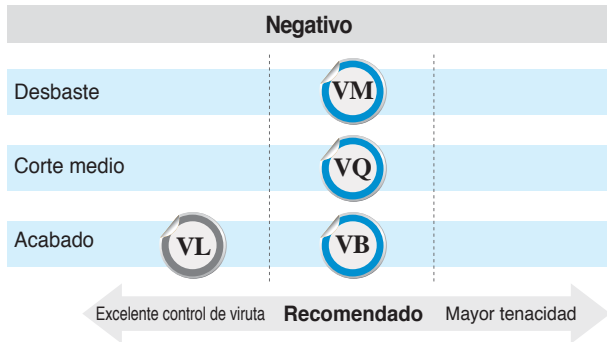 Negativo
Desbaste VM
Corte medio VQ
Acabado VL VB
Excelente control de viruta Recomendado Mayor tenacidad